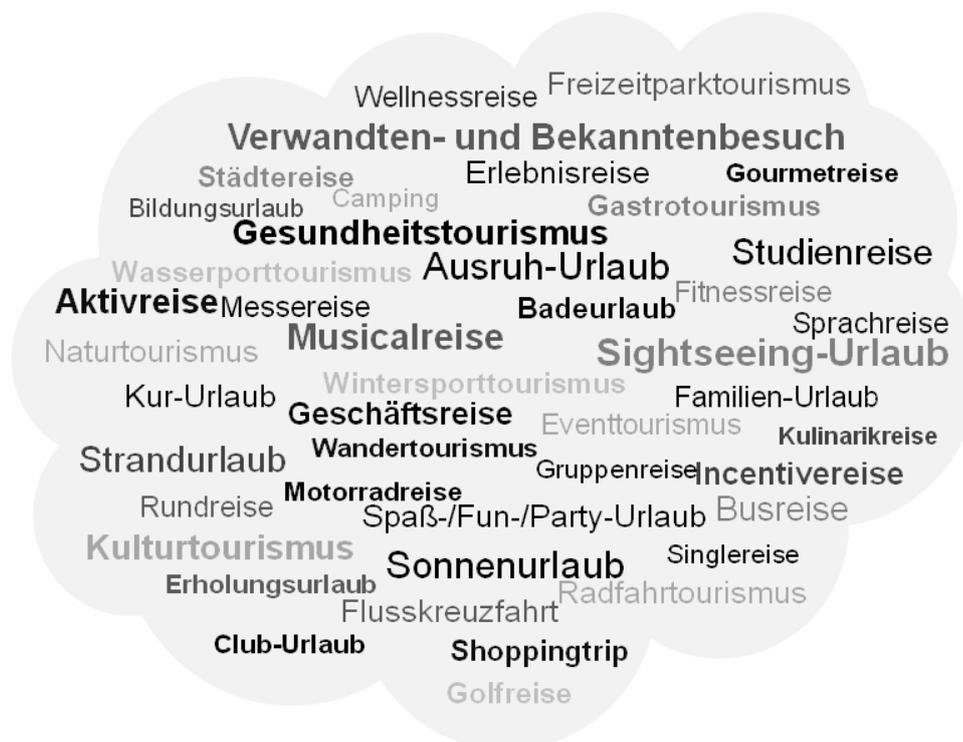 Wellnessreise Freizeitparktourismus
Verwandten- und Bekanntenbesuch
Städtereise Erlebnisreise Gourmetreise
Bildungsurlaub Camping Gastrotourismus
Gesundheitstourismus
Wasserporttourismus Ausruh-Urlaub Studienreise
Aktivreise Messereise Badeurlaub Fitnessreise
Sprachreise
Naturtourismus Musicalreise Sightseeing-Urlaub
Wintersporttourismus
Kur-Urlaub Familien-Urlaub
Geschäftsreise Eventtourismus Kulinarikreise
Wandertourismus
Strandurlaub Gruppenreise Incentivereise
Motorradreise
Rundreise Spaß-/Fun-/Party-Urlaub Busreise
Kulturtourismus Singlereise
Sonnenurlaub
Erholungsurlaub Radfahrtourismus
Flusskreuzfahrt
Club-Urlaub Shoppingtrip
Golfreise